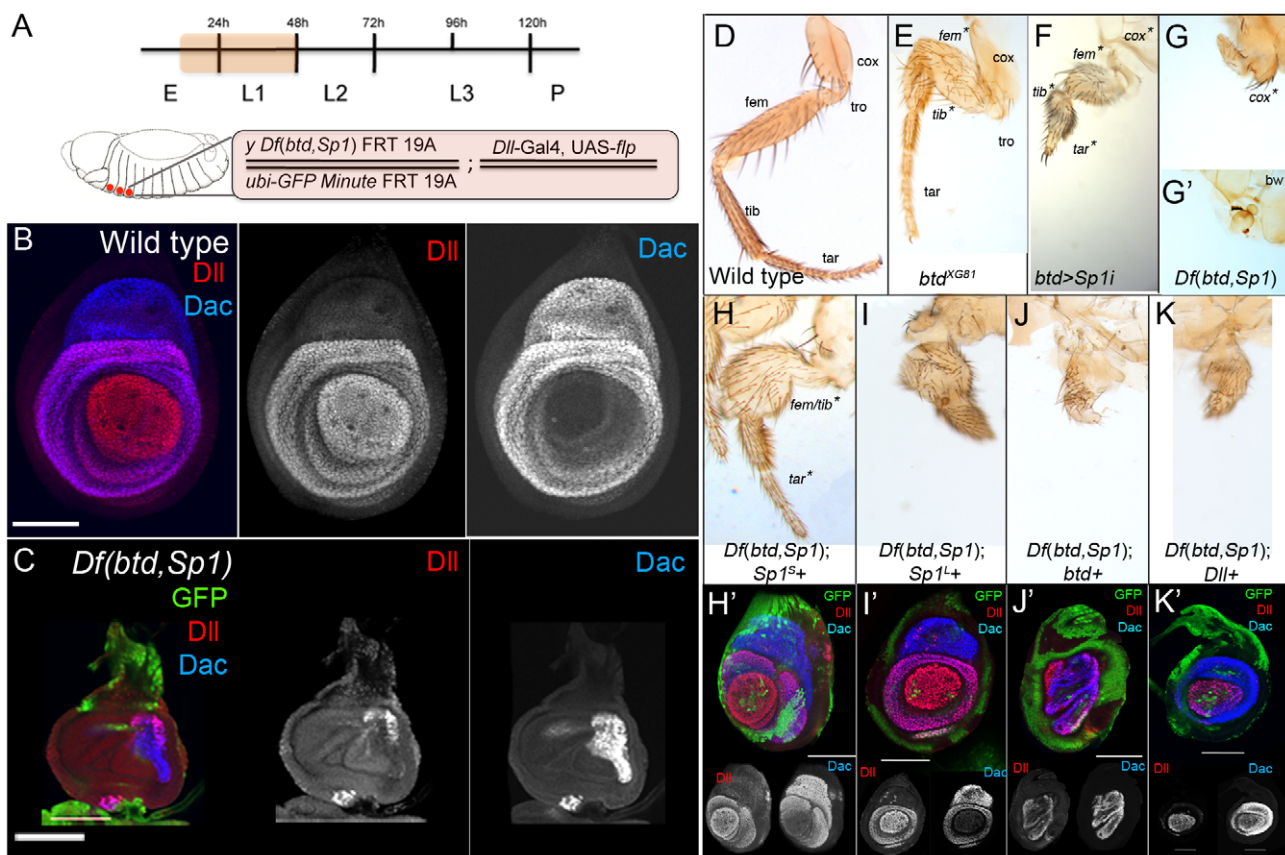 A
24h 48h 72h 96h 120h
E L1 L2 L3 P
y Df(btd,Sp1) FRT 19A
ubi-GFP Minute FRT 19A
; Dll-Gal4, UAS-flp
B Wild type
Dll
Dac
Dll
Dac
C Df(btd,Sp1)
GFP
Dll
Dac
Dll
Dac
D
cox
fem
tro
tib
tar
Wild type
E
fem*
cox
tib*
tro
tar
btdXG81
F
cox*
fem*
tib*
tar*
btd>Sp1i
G
cox*
G'
bw
Df(btd,Sp1)
H
fem/tib*
tar*
Df(btd,Sp1);
Sp1S+
I
Df(btd,Sp1);
Sp1L+
J
Df(btd,Sp1);
btd+
K
Df(btd,Sp1);
Dll+
H'
GFP
Dll
Dac
Dll
Dac
I'
GFP
Dll
Dac
Dll
Dac
J'
GFP
Dll
Dac
Dll
Dac
K'
GFP
Dll
Dac
Dll
Dac